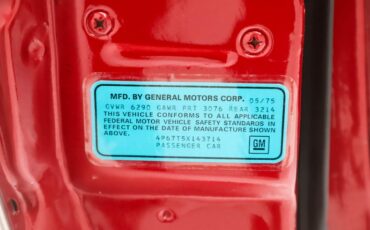 MFD. BY GENERAL MOTORS CORP. 05/75
GVWR 6290 GAWR FRT 3076 REAR 3214
THIS VEHICLE CONFORMS TO ALL APPLICABLE
FEDERAL MOTOR VEHICLE SAFETY STANDARDS IN
EFFECT ON THE DATE OF MANUFACTURE SHOWN
ABOVE.
4P67T5X143714
PASSENGER CAR
GM